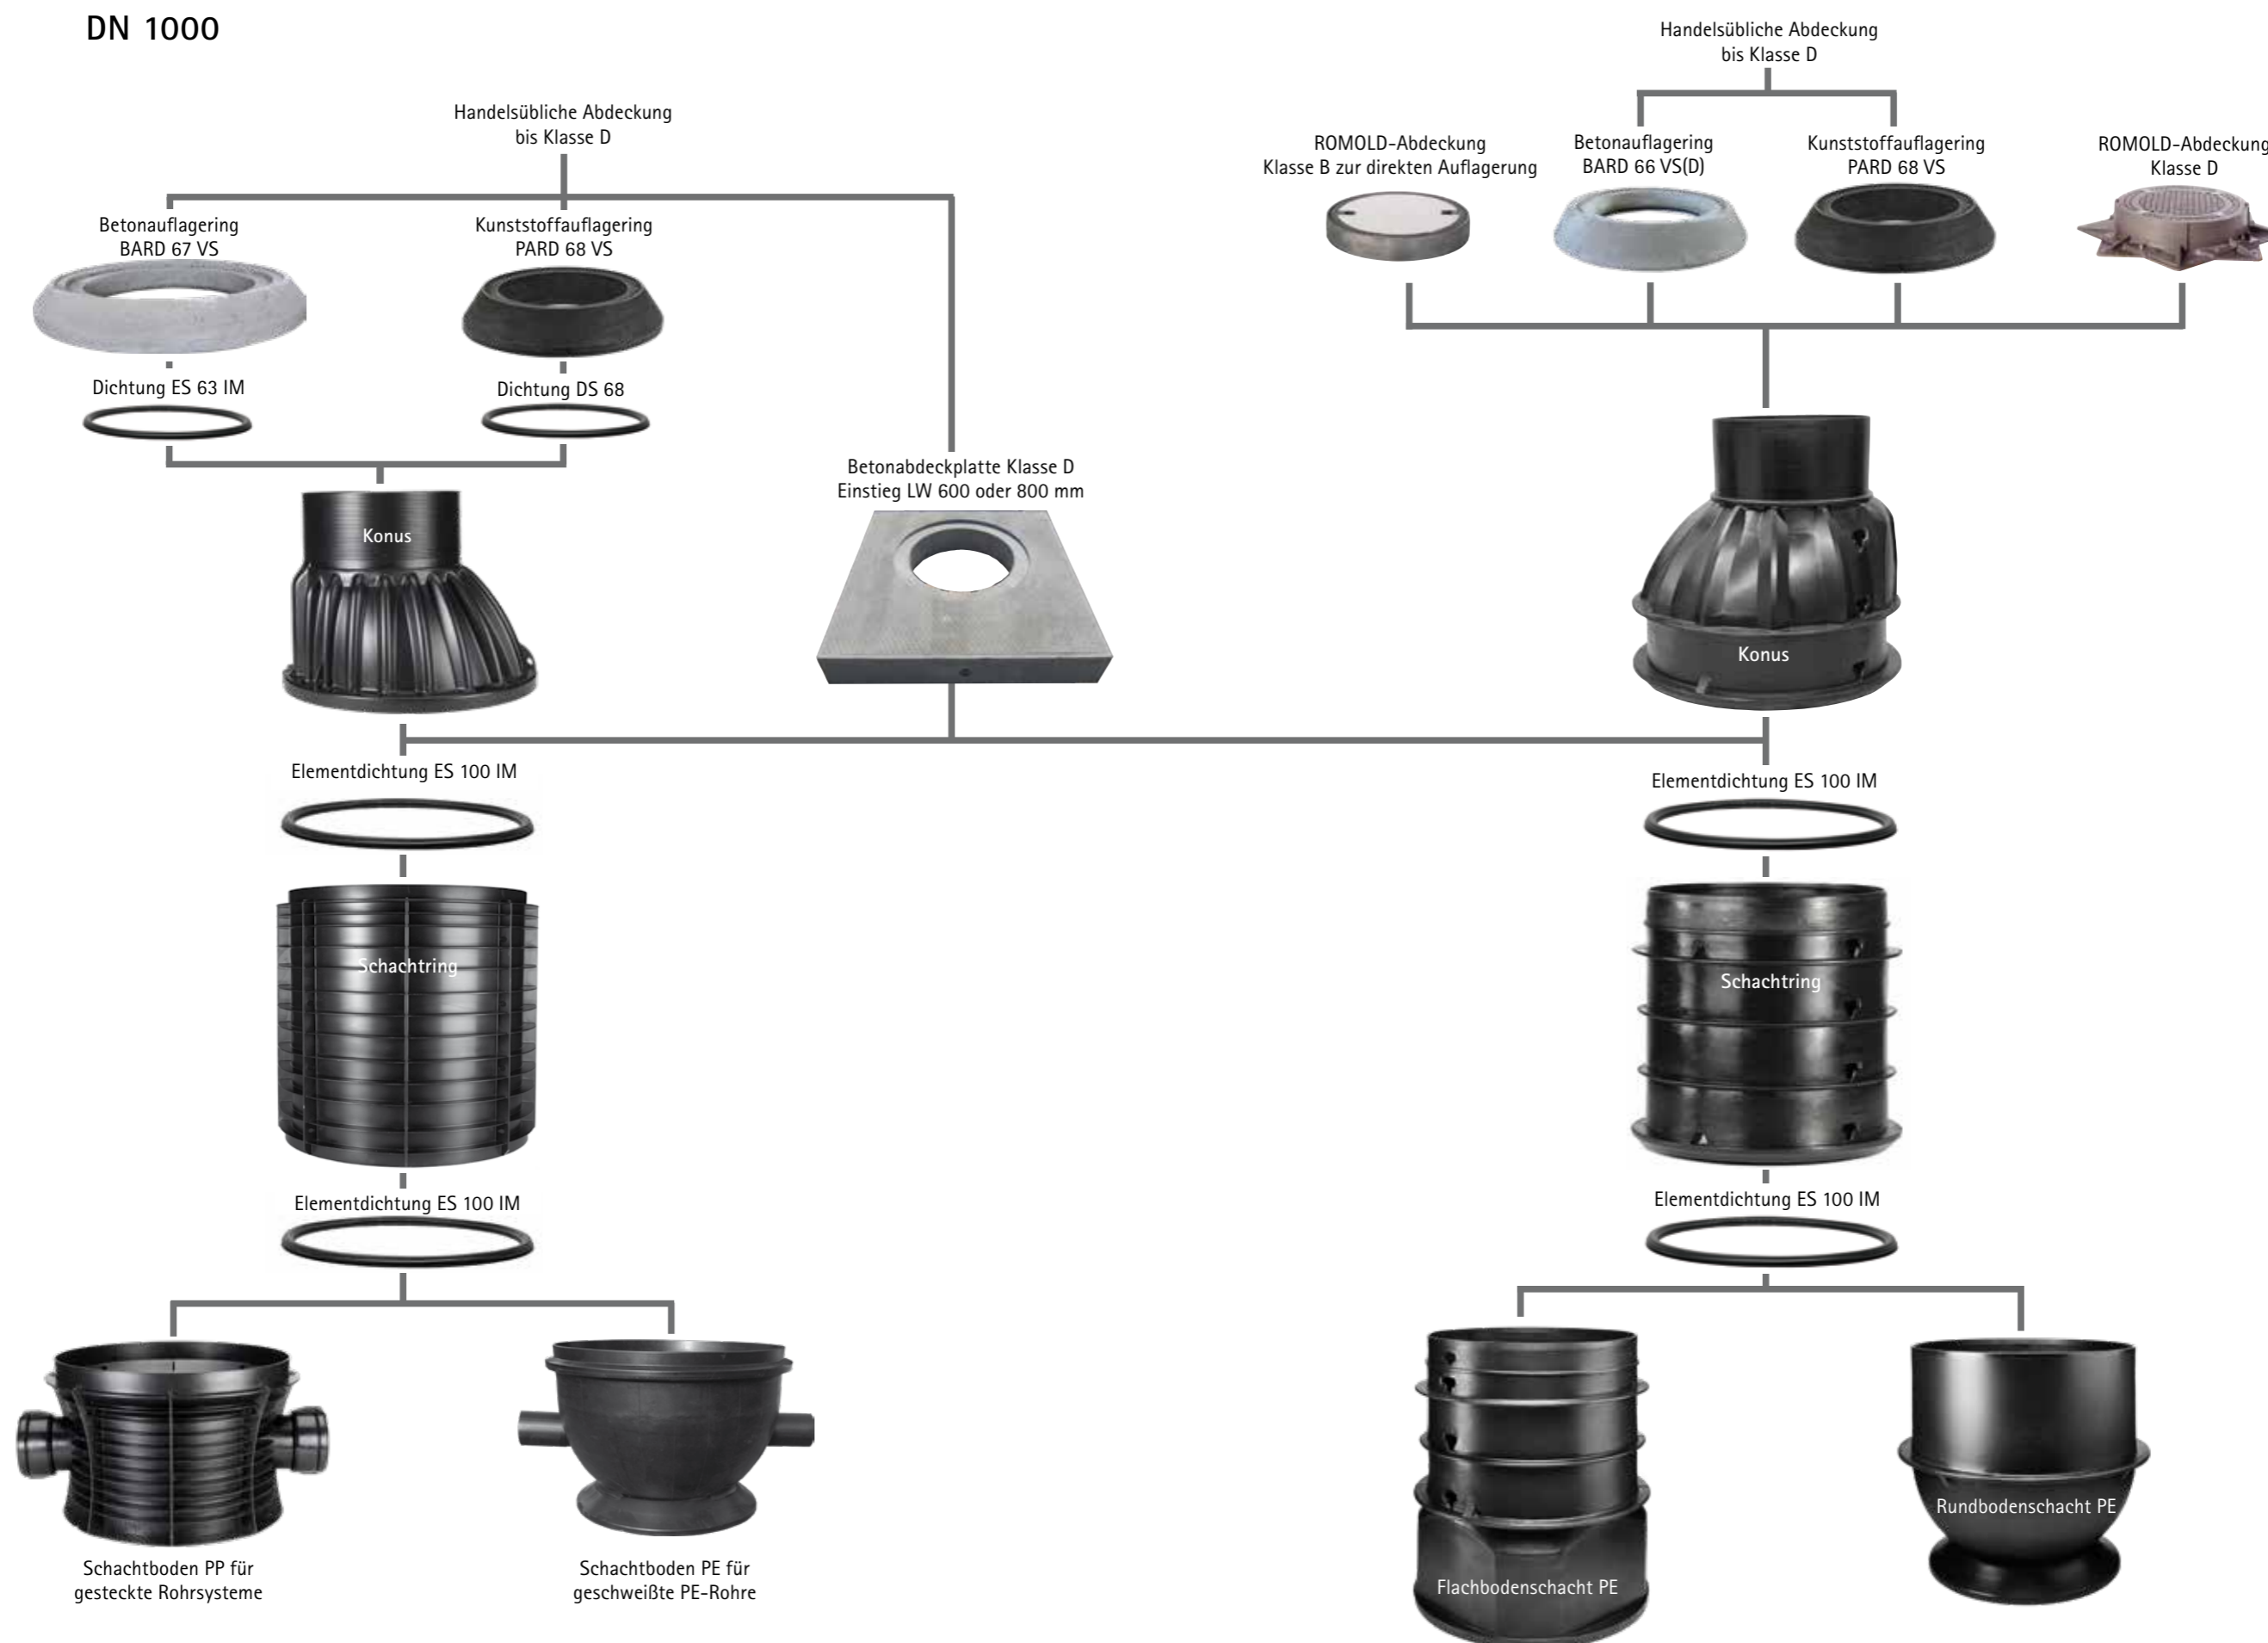 DN 1000
Handelsübliche Abdeckung
bis Klasse D
Betonauflagering
BARD 67 VS
Kunststoffauflagering
PARD 68 VS
Dichtung ES 63 IM
Dichtung DS 68
Konus
Betonabdeckplatte Klasse D
Einstieg LW 600 oder 800 mm
Elementdichtung ES 100 IM
Schachtring
Elementdichtung ES 100 IM
Schachtboden PP für
gesteckte Rohrsysteme
Schachtboden PE für
geschweißte PE-Rohre
Handelsübliche Abdeckung
bis Klasse D
ROMOLD-Abdeckung
Klasse B zur direkten Auflagerung
Betonauflagering
BARD 66 VS(D)
Kunststoffauflagering
PARD 68 VS
ROMOLD-Abdeckung
Klasse D
Konus
Elementdichtung ES 100 IM
Schachtring
Elementdichtung ES 100 IM
Flachbodenschacht PE
Rundbodenschacht PE